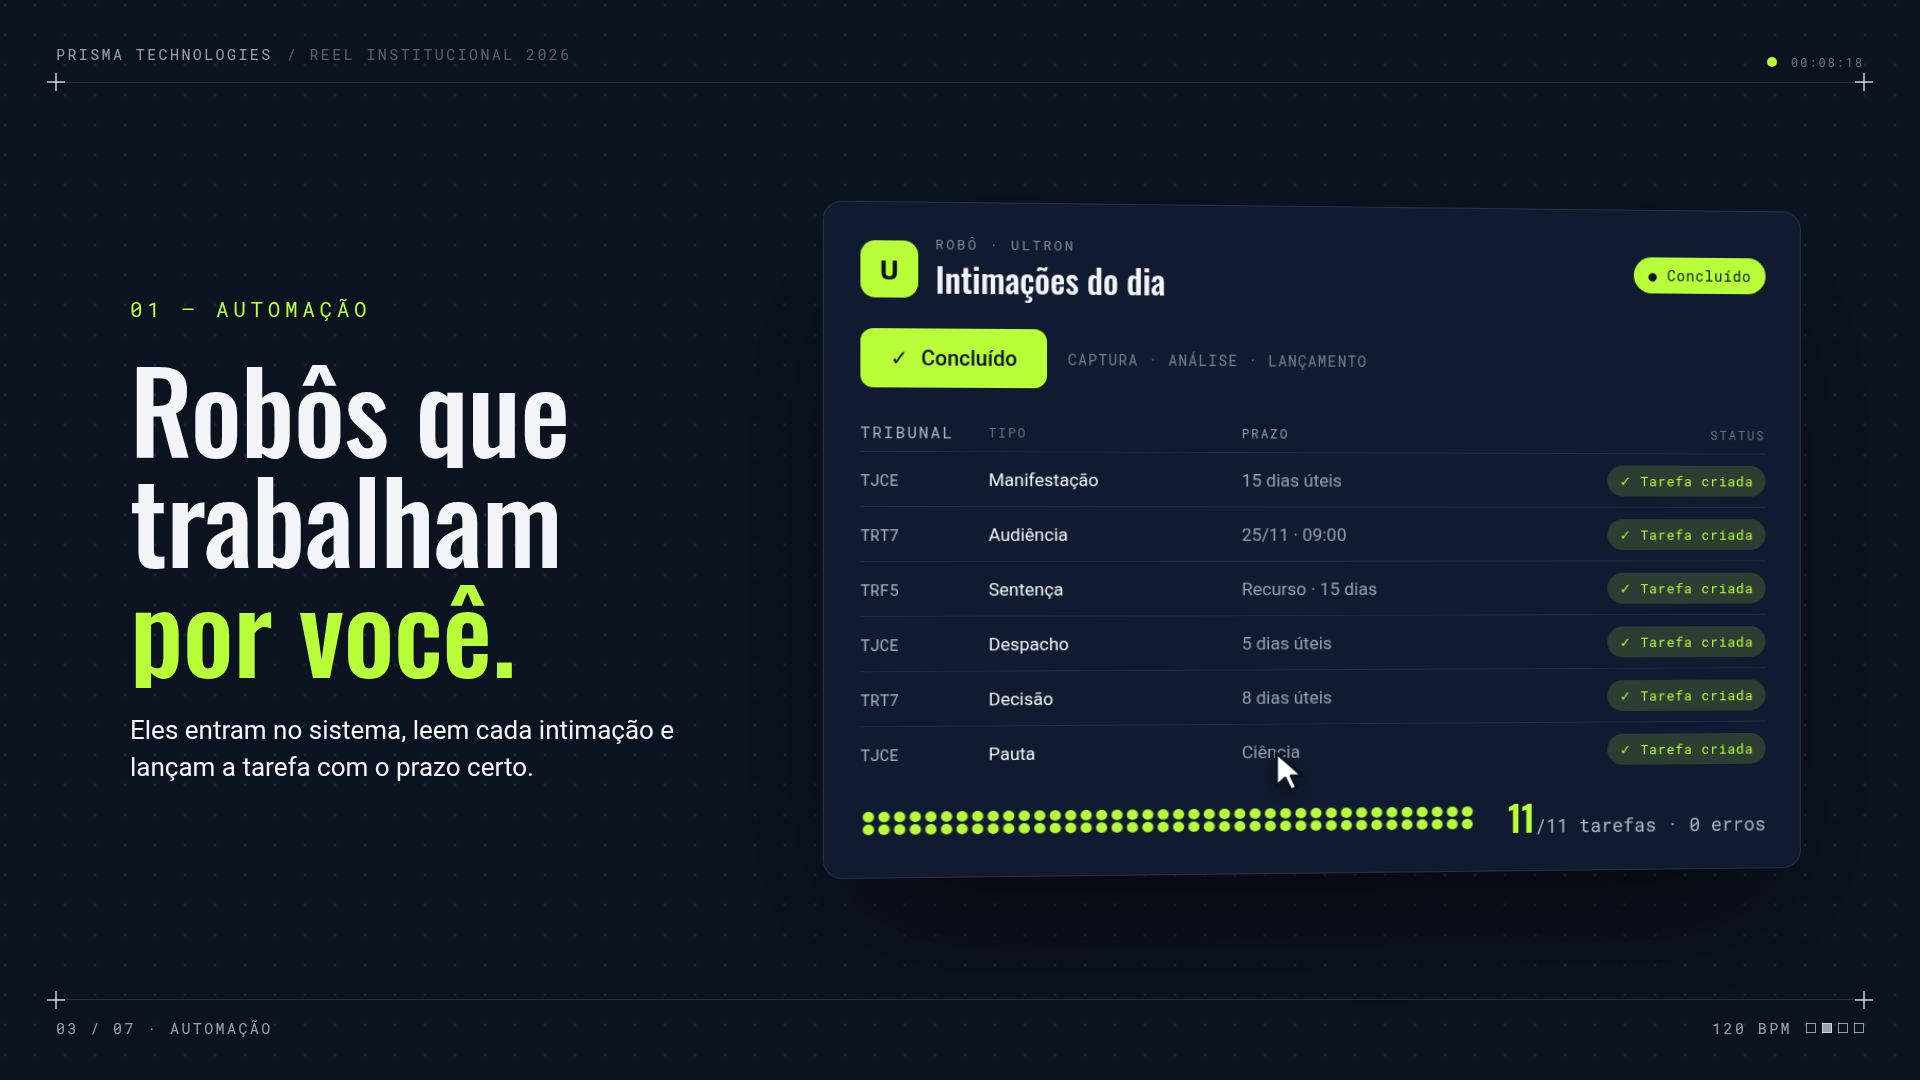 PRISMA TECHNOLOGIES / REEL INSTITUCIONAL 2026
00:08:18
01 — AUTOMAÇÃO
Robôs que
trabalham
por você.
Eles entram no sistema, leem cada intimação e
lançam a tarefa com o prazo certo.
U
ROBÔ · ULTRON
Intimações do dia
● Concluído
✓ Concluído
CAPTURA · ANÁLISE · LANÇAMENTO
TRIBUNAL TIPO PRAZO STATUS
TJCE Manifestação 15 dias úteis ✓ Tarefa criada
TRT7 Audiência 25/11 · 09:00 ✓ Tarefa criada
TRF5 Sentença Recurso · 15 dias ✓ Tarefa criada
TJCE Despacho 5 dias úteis ✓ Tarefa criada
TRT7 Decisão 8 dias úteis ✓ Tarefa criada
TJCE Pauta Ciência ✓ Tarefa criada
11/11 tarefas · 0 erros
03 / 07 · AUTOMAÇÃO
120 BPM